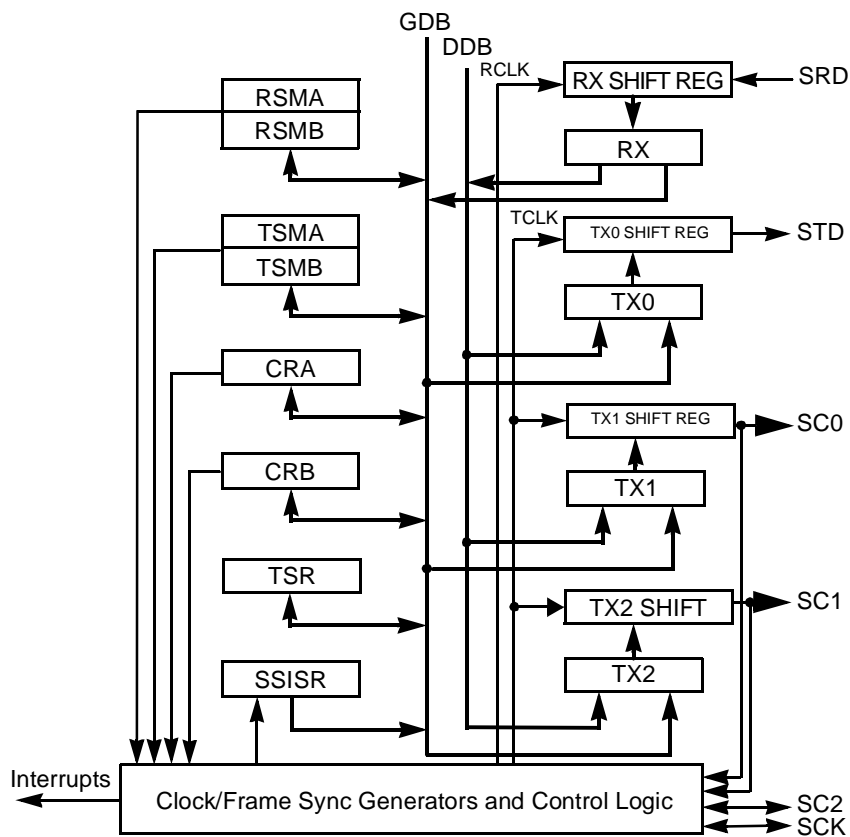 GDB
DDB
RCLK
RX SHIFT REG
SRD
RSMA
RSMB
RX
TCLK
TX0 SHIFT REG
STD
TSMA
TSMB
TX0
CRA
TX1 SHIFT REG
SC0
CRB
TX1
TSR
TX2 SHIFT
SC1
SSISR
TX2
Interrupts
Clock/Frame Sync Generators and Control Logic
SC2
SCK